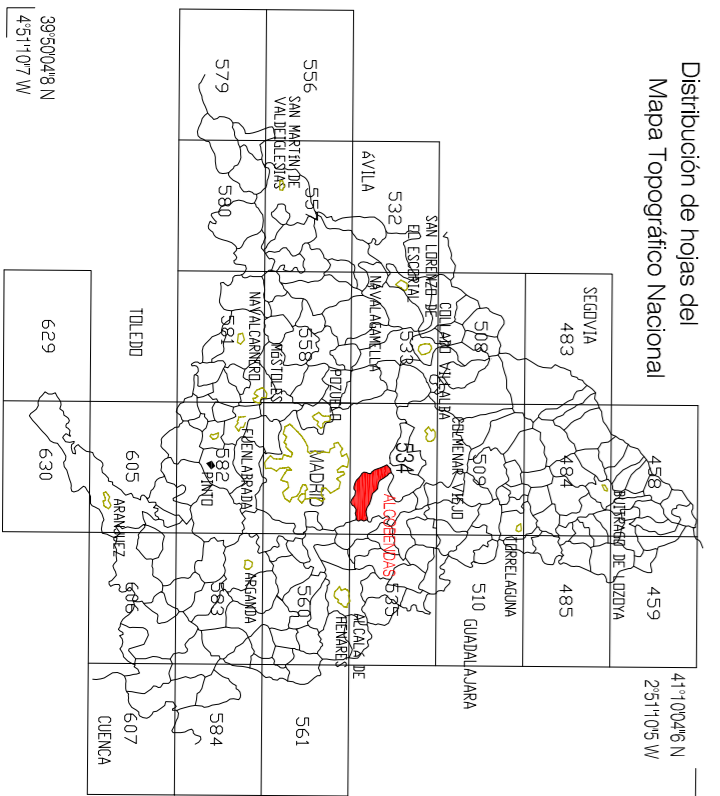 Distribución de hojas del
Mapa Topográfico Nacional
41°10'04"6 N
2°51'10"5 W
458
459
BUITRAGO DE LOZOYA
SEGOVIA
483
484
485
TORRELAGUNA
508
509
510
GUADALAJARA
COLMENAR VIEJO
COLLADO VILLALBA
SAN LORENZO DE
EL ESCORIAL
ÁVILA
532
533
534
535
ALCOBENDAS
NAVALAGAMELLA
ALCALÁ DE
HENARES
556
557
558
560
561
SAN MARTÍN DE
VALDEIGLESIAS
POZUELO
MADRID
MÓSTOLES
579
580
581
582
583
584
NAVALCARNERO
FUENLABRADA
PINTO
ARGANDA
TOLEDO
605
606
607
CUENCA
ARANJUEZ
629
630
39°50'04"8 N
4°51'10"7 W